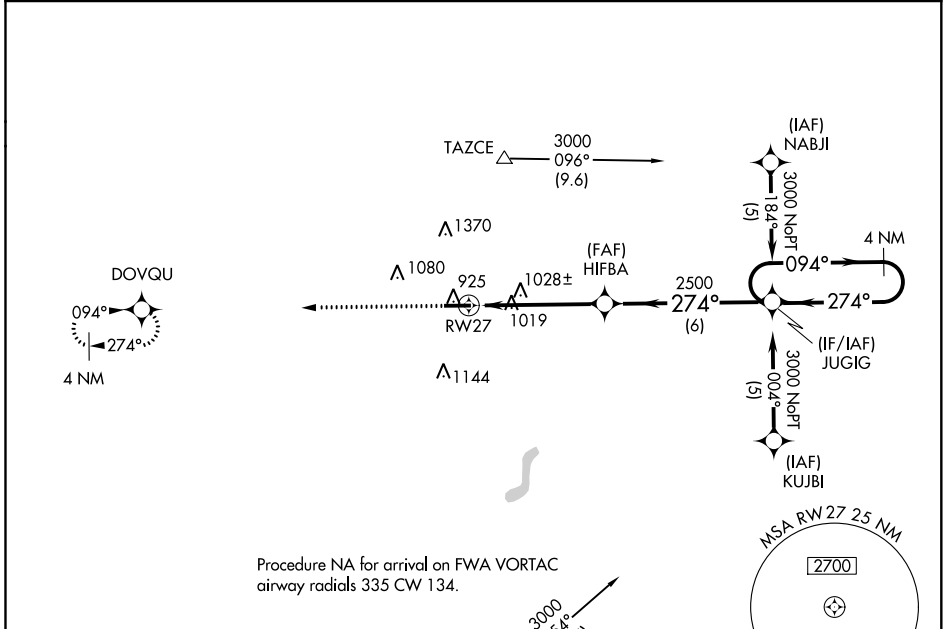 (IAF)
NABJI
TAZCE
3000
096°
(9.6)
3000 NoPT
184°
(5)
4 NM
094°
1370
(FAF)
HIFBA
DOVQU
1080
925
1028±
2500
274°
(6)
274°
094°
RW27
1019
274°
4 NM
(IF/IAF)
JUGIG
1144
3000 NoPT
004°
(5)
(IAF)
KUJBI
MSA RW27 25 NM
2700
Procedure NA for arrival on FWA VORTAC
airway radials 335 CW 134.
3000